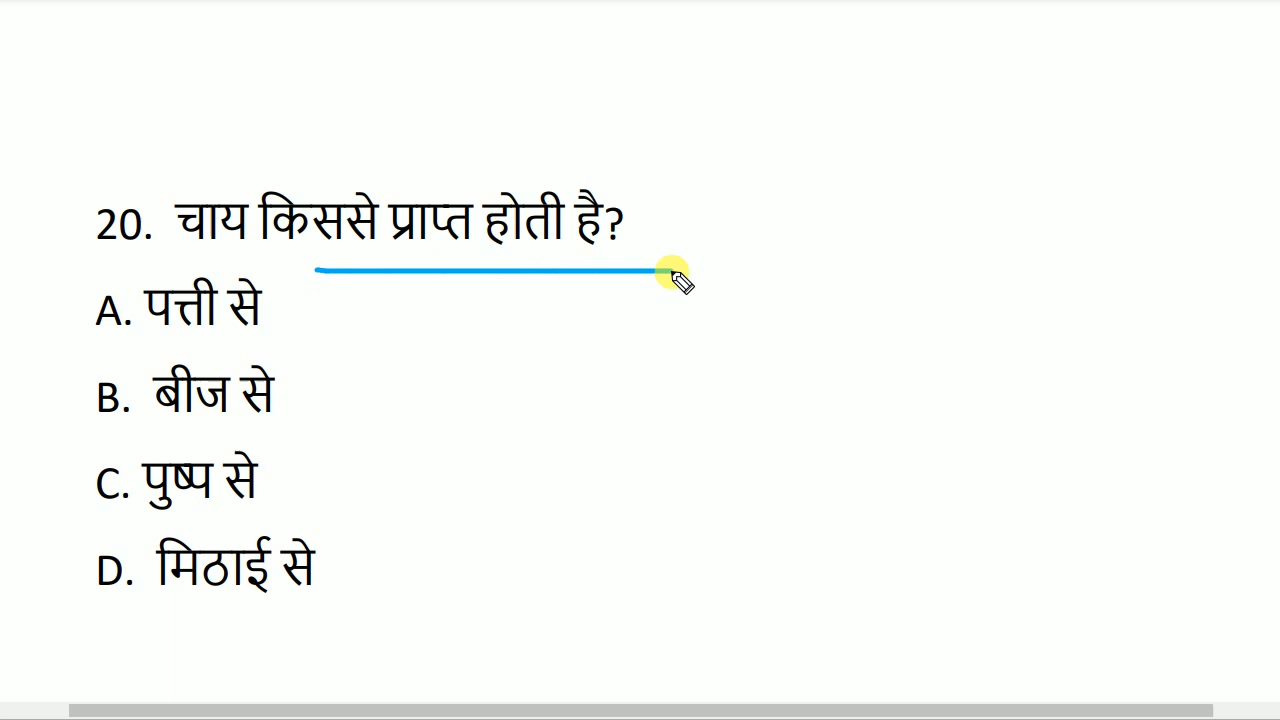 20. चाय किससे प्राप्त होती है?
A. पत्ती से
B. बीज से
C. पुष्प से
D. मिठाई से